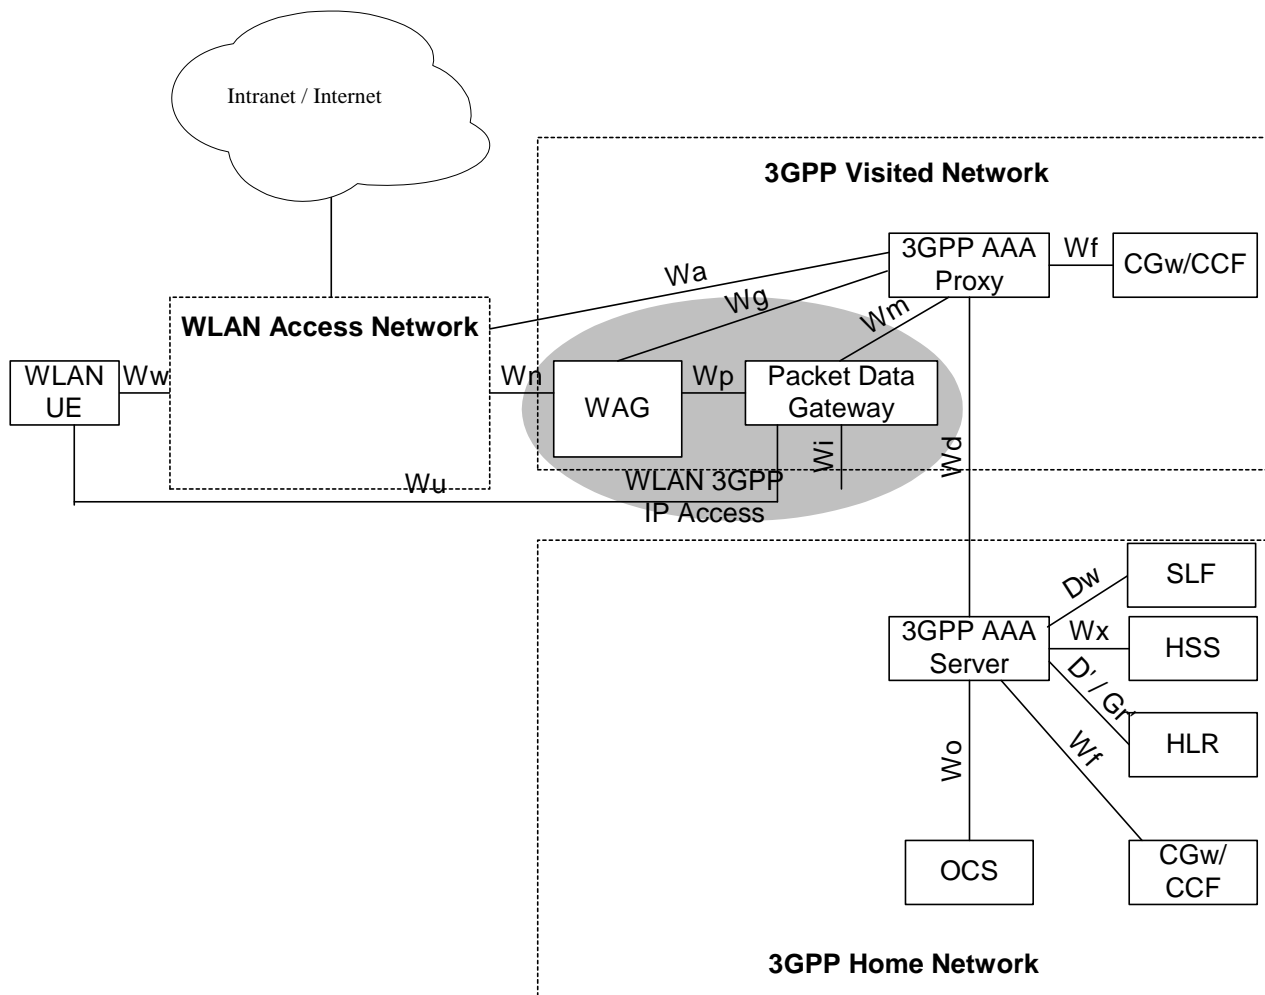 Intranet / Internet
3GPP Visited Network
3GPP AAA
Proxy
Wf
CGw/CCF
Wa
Wg
Wm
WLAN Access Network
WLAN
UE
Ww
Wn
WAG
Wp
Packet Data
Gateway
Wi
Wd
Wu
WLAN 3GPP
IP Access
SLF
Dw
3GPP AAA
Server
Wx
HSS
D' / Gr'
HLR
Wf
Wo
OCS
CGw/
CCF
3GPP Home Network